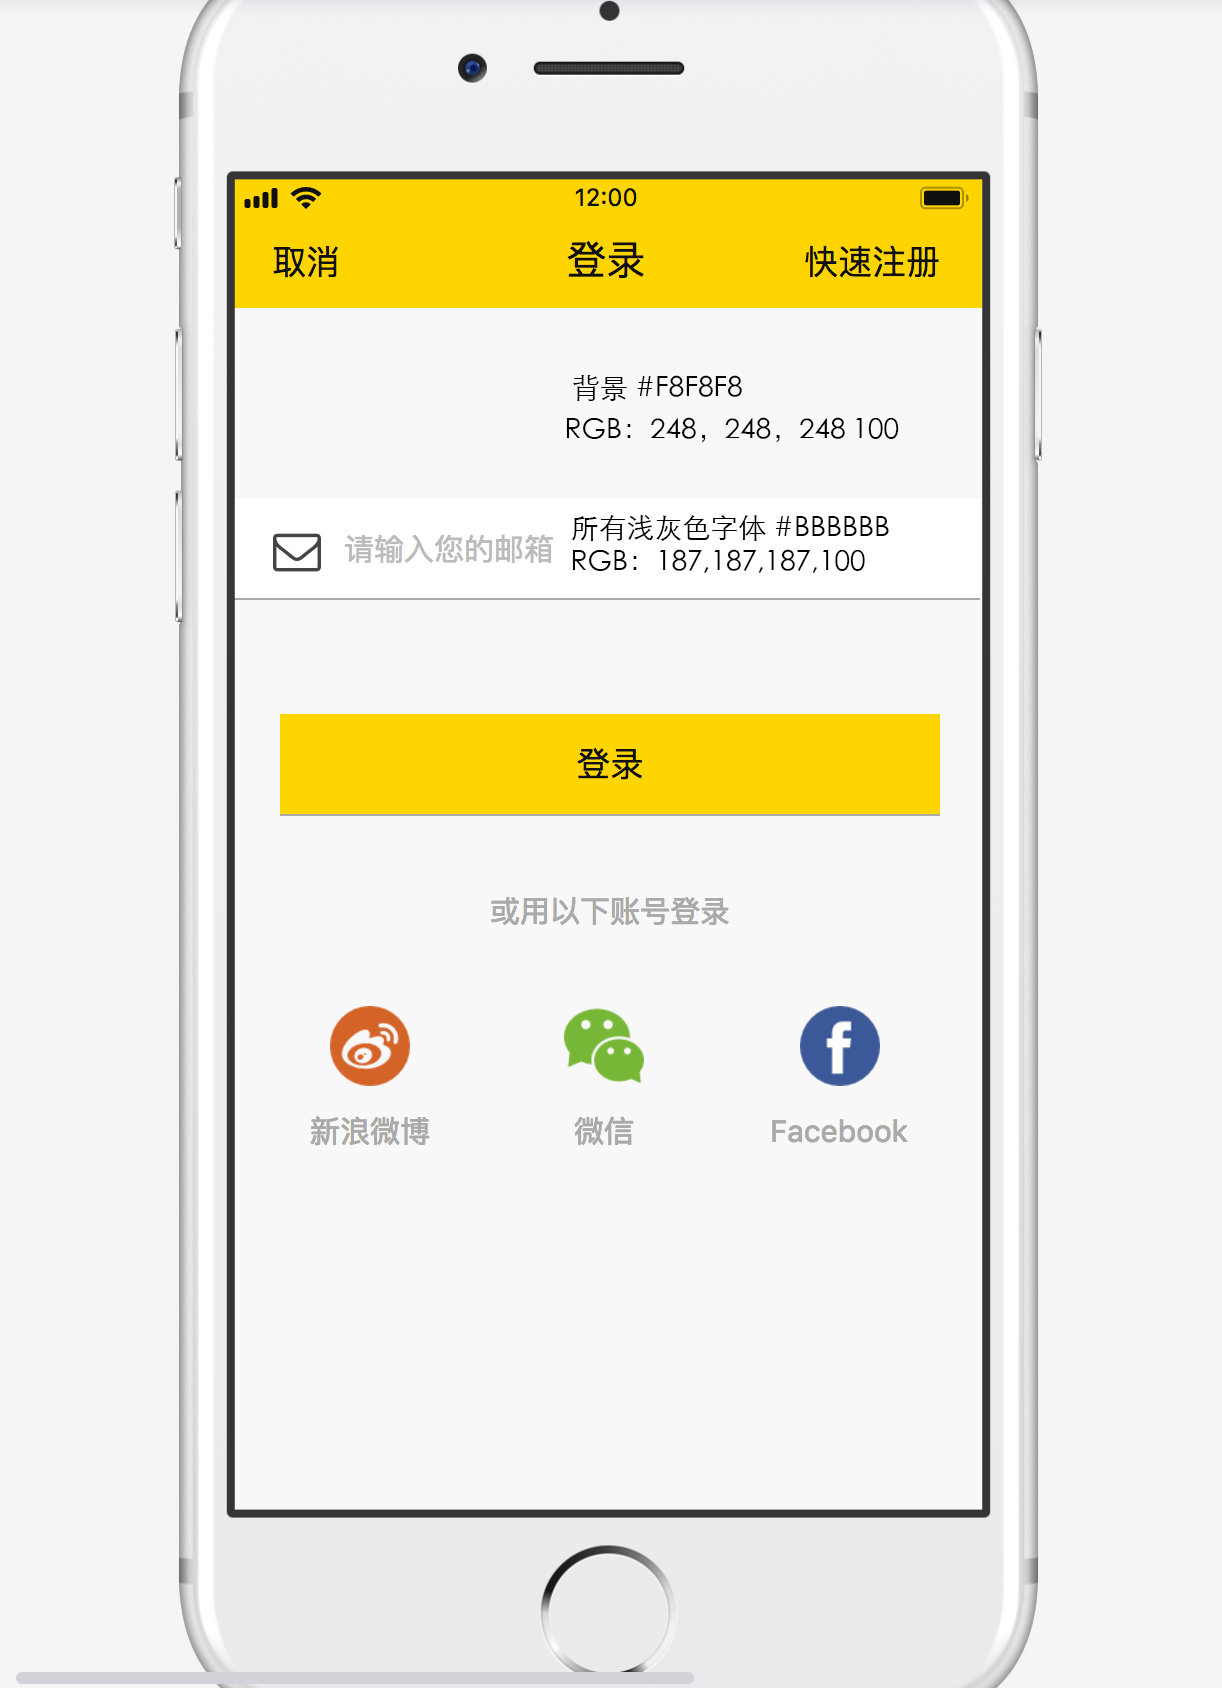 12:00
取消 登录 快速注册
背景 #F8F8F8
RGB：248，248，248 100
所有浅灰色字体 #BBBBBB
请输入您的邮箱
RGB：187,187,187,100
登录
或用以下账号登录
新浪微博 微信 Facebook